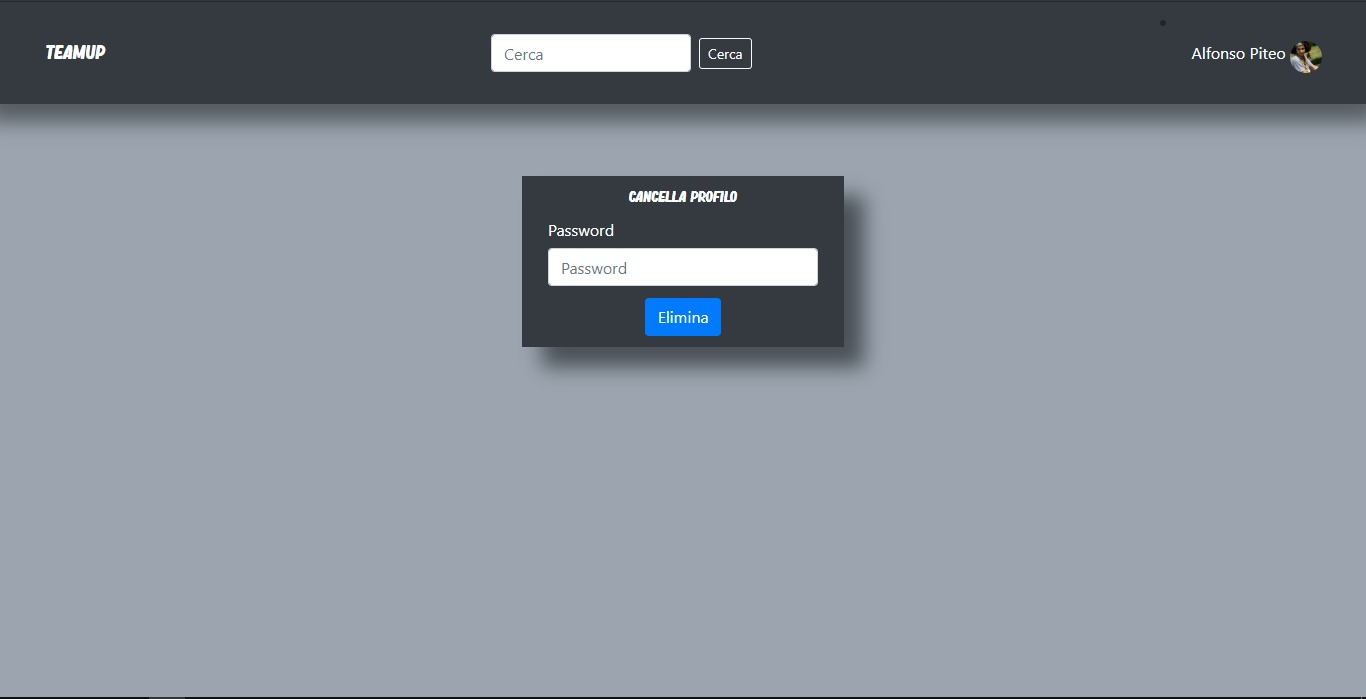 TEAMUP
Cerca
Cerca
Alfonso Piteo
CANCELLA PROFILO
Password
Password
Elimina